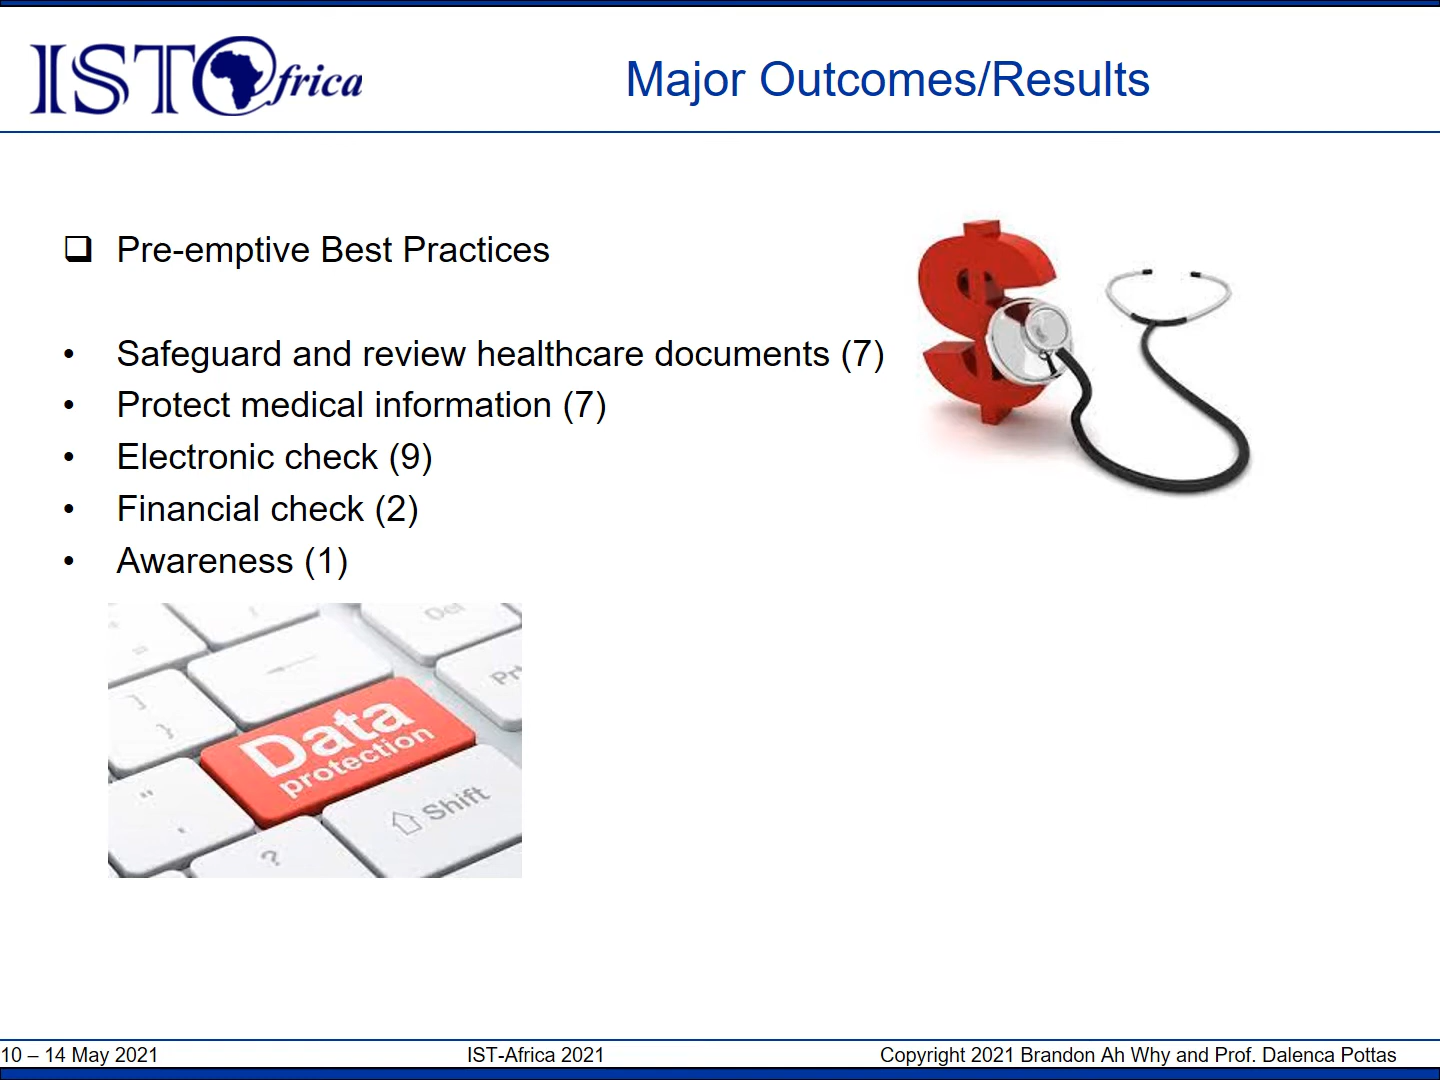 IST@frica
Major Outcomes/Results
❑ Pre-emptive Best Practices
• Safeguard and review healthcare documents (7)
• Protect medical information (7)
• Electronic check (9)
• Financial check (2)
• Awareness (1)
$
Del
}
"
,
?
Data
protection
Shift
10 – 14 May 2021
IST-Africa 2021
Copyright 2021 Brandon Ah Why and Prof. Dalenca Pottas